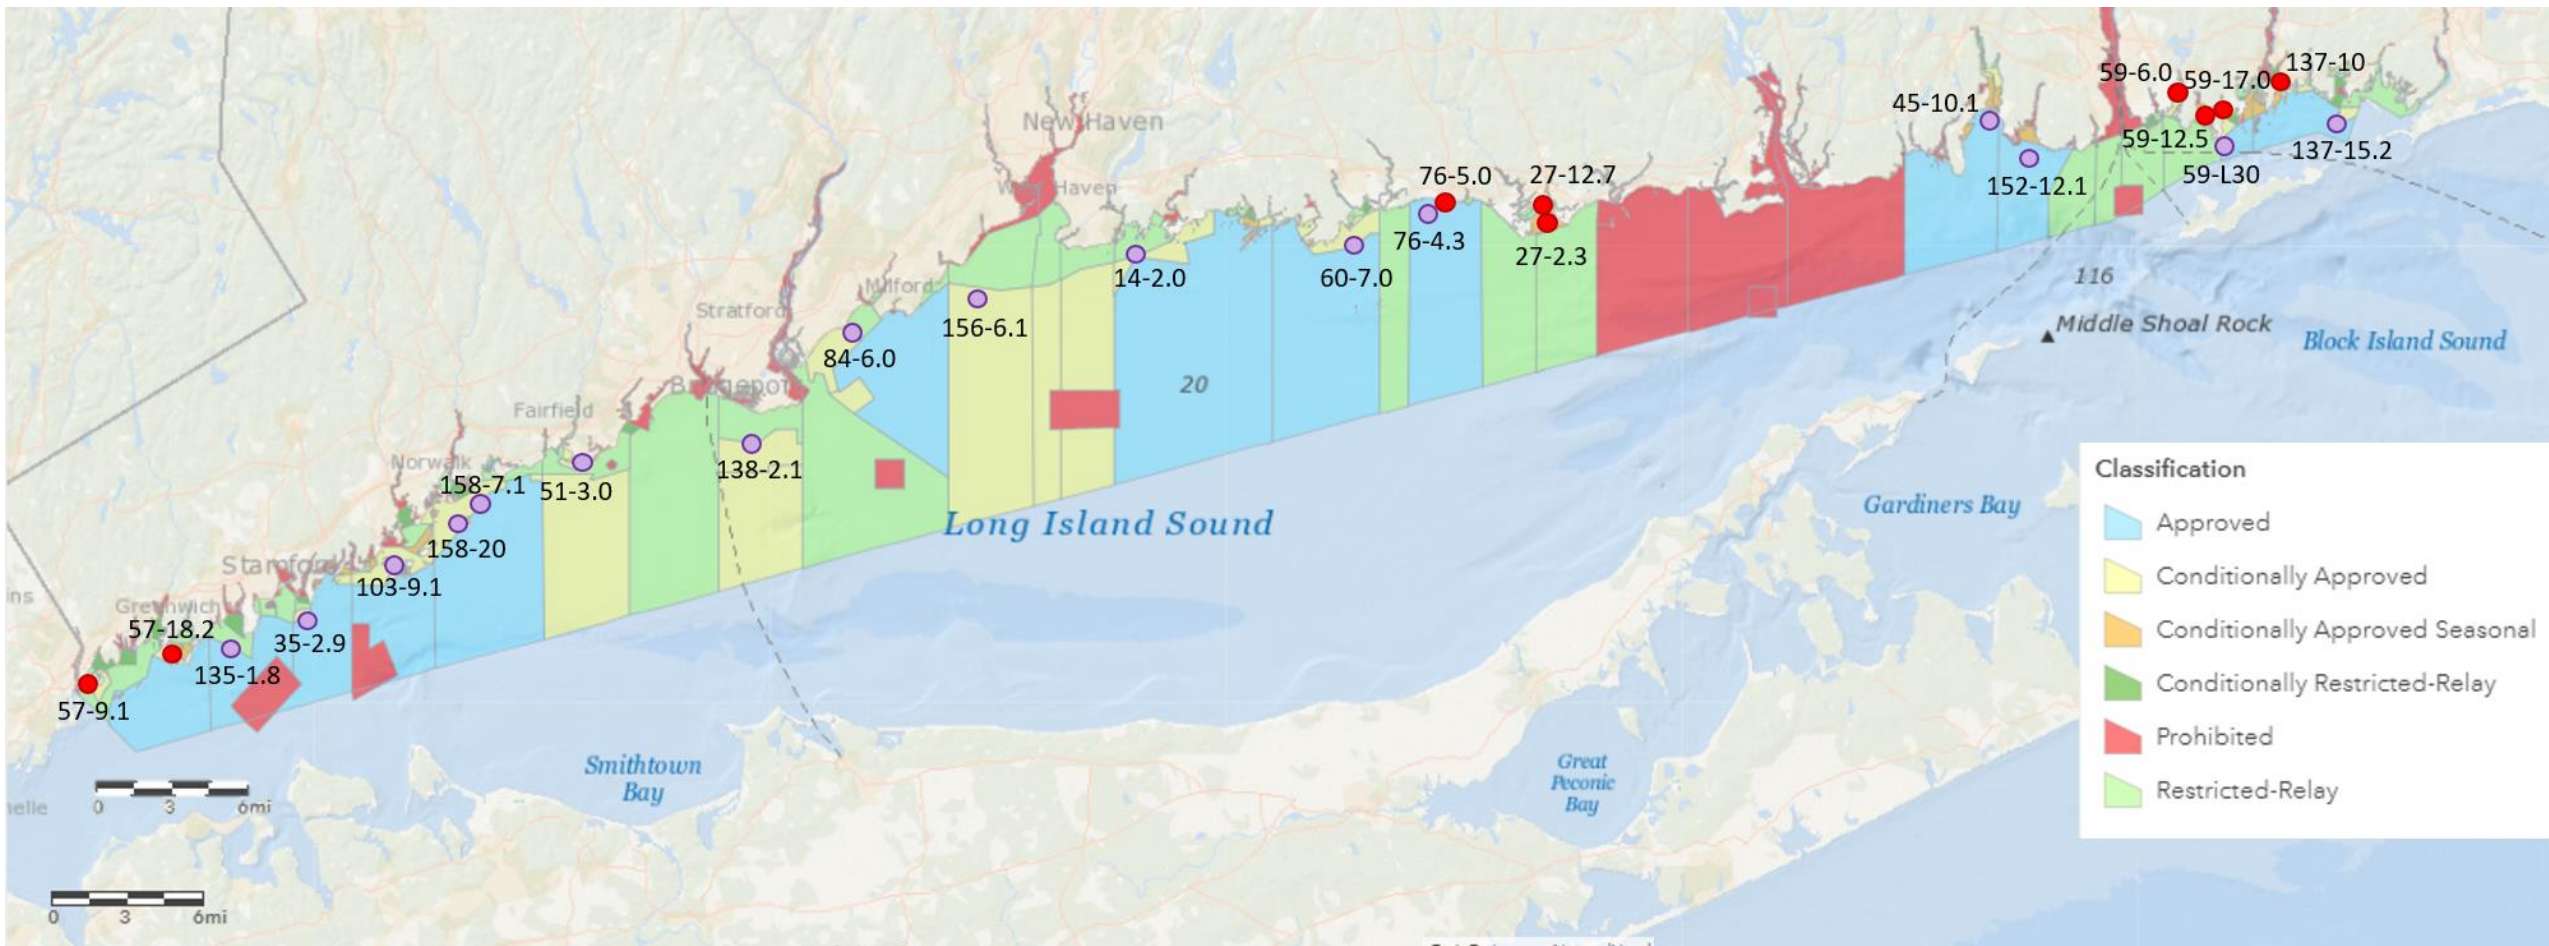 59-6.0
59-17.0
137-10
45-10.1
New Haven
59-12.5
137-15.2
76-5.0
27-12.7
59-L30
152-12.1
Haven
76-4.3
27-2.3
14-2.0
60-7.0
116
Milford
156-6.1
Stratford
Middle Shoal Rock
Block Island Sound
84-6.0
20
Fairfield
Norwalk
138-2.1
158-7.1
51-3.0
Classification
Long Island Sound
Gardiners Bay
Approved
158-20
Stamford
103-9.1
Conditionally Approved
Greenwich
57-18.2
35-2.9
135-1.8
Conditionally Approved Seasonal
57-9.1
Conditionally Restricted-Relay
Prohibited
Smithtown
Bay
Great
Peconic
Bay
Restricted-Relay
0 3 6mi
0 3 6mi